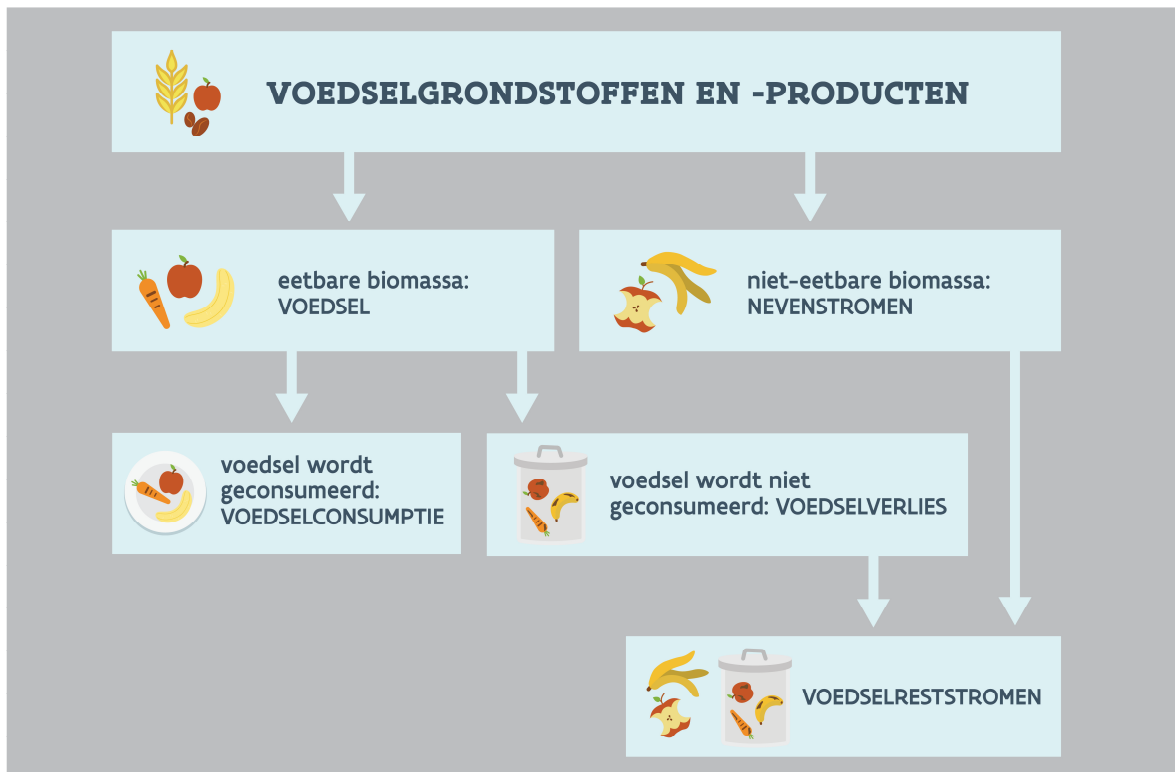 VOEDSELGRONDSTOFFEN EN -PRODUCTEN
eetbare biomassa:
VOEDSEL
niet-eetbare biomassa:
NEVENSTROMEN
voedsel wordt
geconsumeerd:
VOEDSELCONSUMPTIE
voedsel wordt niet
geconsumeerd: VOEDSELVERLIES
VOEDSELRESTSTROMEN